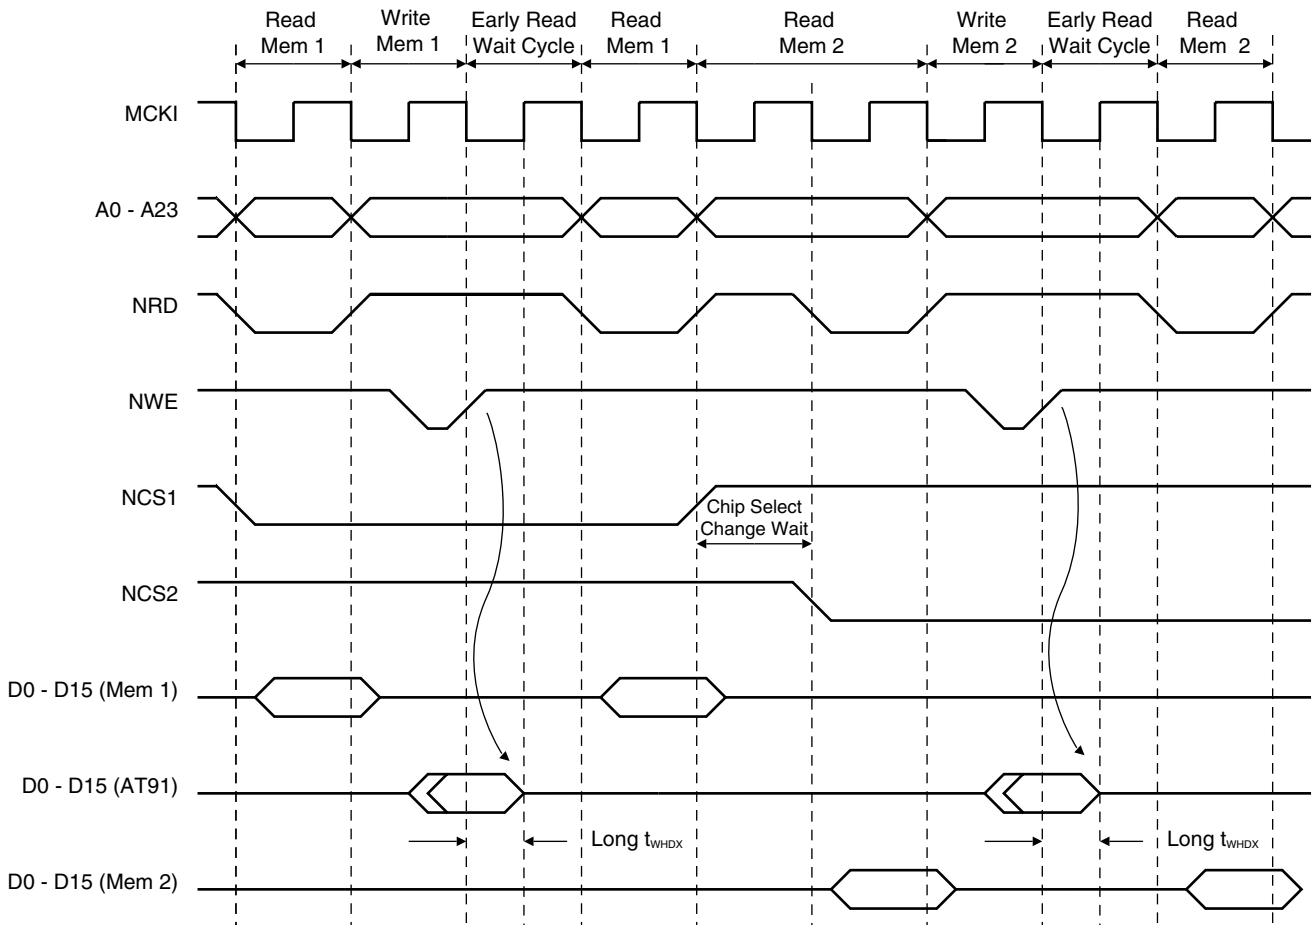 Read
Mem 1
Write
Mem 1
Early Read
Wait Cycle
Read
Mem 1
Read
Mem 2
Write
Mem 2
Early Read
Wait Cycle
Read
Mem 2
MCKI
A0 - A23
NRD
NWE
NCS1
Chip Select
Change Wait
NCS2
D0 - D15 (Mem 1)
D0 - D15 (AT91)
Long tWHDX
Long tWHDX
D0 - D15 (Mem 2)